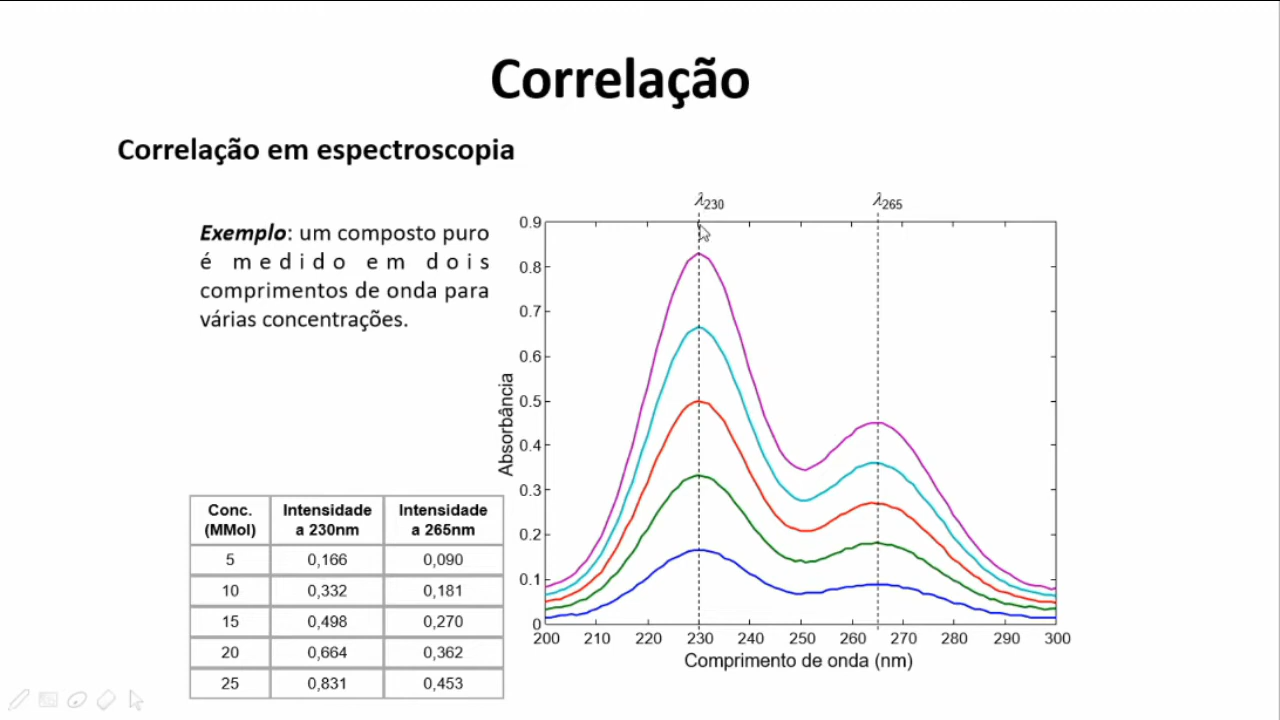 Correlação
Correlação em espectroscopia
Exemplo: um composto puro
é medido em dois
comprimentos de onda para
várias concentrações.
Conc. (MMol) Intensidade a 230nm Intensidade a 265nm
5 0,166 0,090
10 0,332 0,181
15 0,498 0,270
20 0,664 0,362
25 0,831 0,453
λ230 λ265
0.9
0.8
0.7
0.6
0.5
0.4
0.3
0.2
0.1
0
Absorbância
200 210 220 230 240 250 260 270 280 290 300
Comprimento de onda (nm)